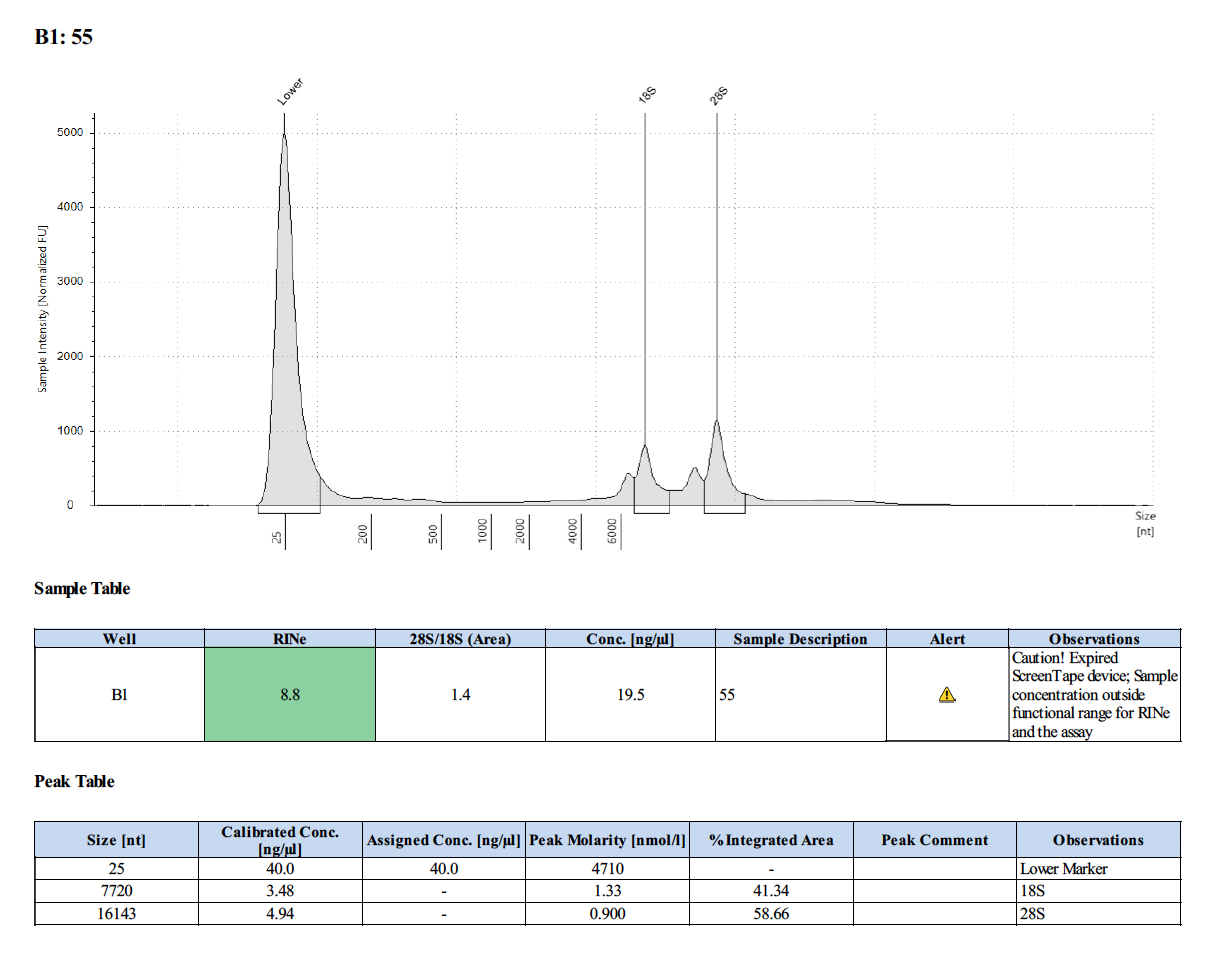 B1: 55
Lower
18S
28S
Sample Intensity [Normalized FU]
5000
4000
3000
2000
1000
0
25
200
500
1000
2000
4000
6000
Size
[nt]
Sample Table
Well RINe 28S/18S (Area) Conc. [ng/µl] Sample Description Alert Observations
B1 8.8 1.4 19.5 55 Caution! Expired
ScreenTape device; Sample
concentration outside
functional range for RINe
and the assay
Peak Table
Size [nt] Calibrated Conc.
[ng/µl] Assigned Conc. [ng/µl] Peak Molarity [nmol/l] % Integrated Area Peak Comment Observations
25 40.0 40.0 4710 - Lower Marker
7720 3.48 - 1.33 41.34 18S
16143 4.94 - 0.900 58.66 28S